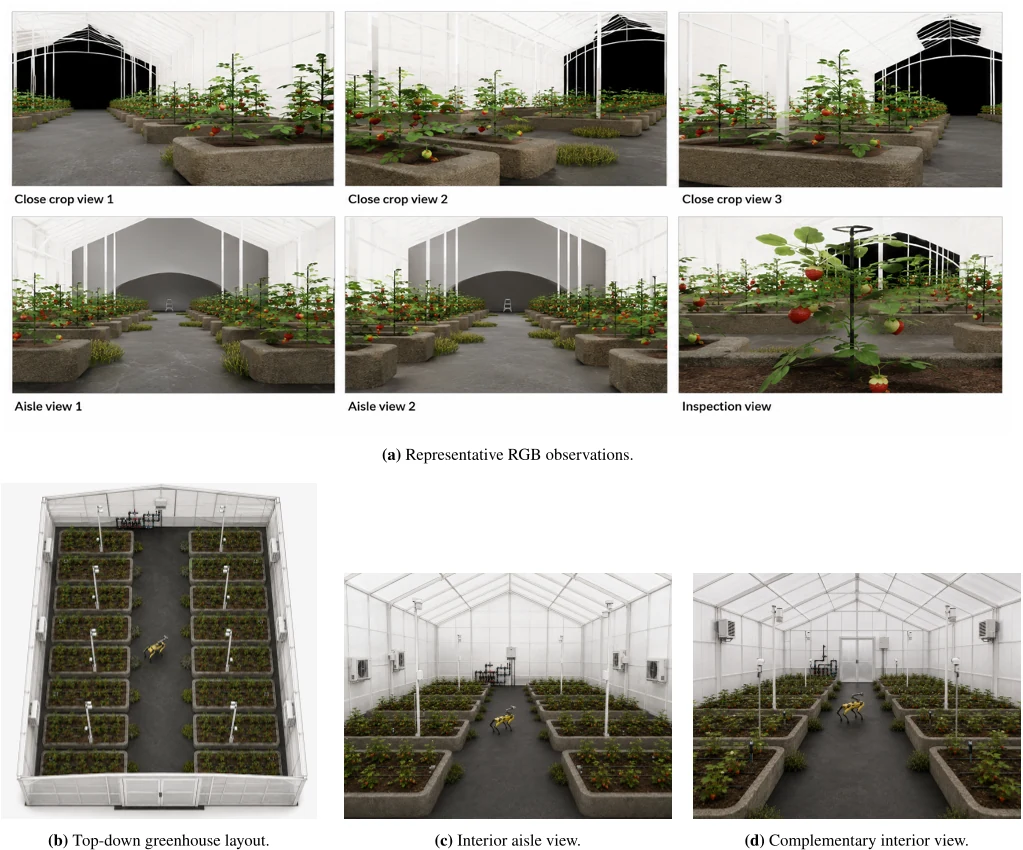 Close crop view 1
Close crop view 2
Close crop view 3
Aisle view 1
Aisle view 2
Inspection view
(a) Representative RGB observations.
(b) Top-down greenhouse layout.
(c) Interior aisle view.
(d) Complementary interior view.